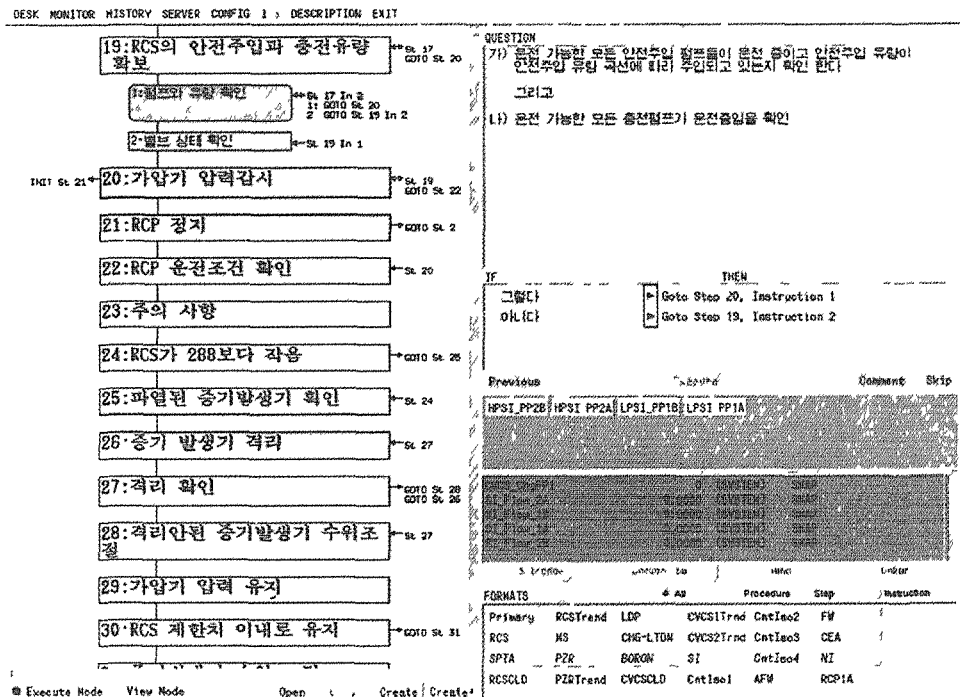 DESK MONITOR HISTORY SERVER CONFIG DESCRIPTION EXIT
19:RCS의 안전주입과 충전유량
확보
St 17
GOTO St 20
1:펌프와 유량 확인
St 17 In 2
1: GOTO St 20
2 GOTO St 19 In 2
2·밸브 상태 확인
St 19 In 1
INIT St 21
20:가압기 압력감시
St 19
GOTO St 22
21:RCP 정지
GOTO St 2
22:RCP 운전조건 확인
St 20
23:주의 사항
24:RCS가 288보다 작음
GOTO St 26
25:파열된 증기발생기 확인
St 24
26·증기 발생기 격리
St 27
27:격리 확인
GOTO St 28
GOTO St 26
28:격리안된 증기발생기 수위조
절
St 27
29:가압기 압력 유지
30·RCS 제한치 이내로 유지
GOTO St 31
Execute Node View Node Open Create Create
QUESTION
가) 운전 가능한 모든 안전주입 펌프들이 운전 중이고 안전주입 유량이
안전주입 유량 곡선에 따라 주입되고 있는지 확인 한다
그리고
나) 운전 가능한 모든 충전펌프가 운전중임을 확인
IF THEN
그렇다 Goto Step 20, Instruction 1
아니다 Goto Step 19, Instruction 2
Previous Comment Skip
HPSI_PP2B HPSI PP2A LPSI_PP1B LPSI PP1A
FORMATS All Procedure Step Instruction
Primary RCSTrend LDP CVCS1Trnd CntIso2 FW
RCS MS CHG-LTDN CVCS2Trnd CntIso3 CEA
SPTA PZR BORON SI CntIso4 NI
RCSCLD PZRTrend CVCSCLD CntIso1 AFW RCP1A